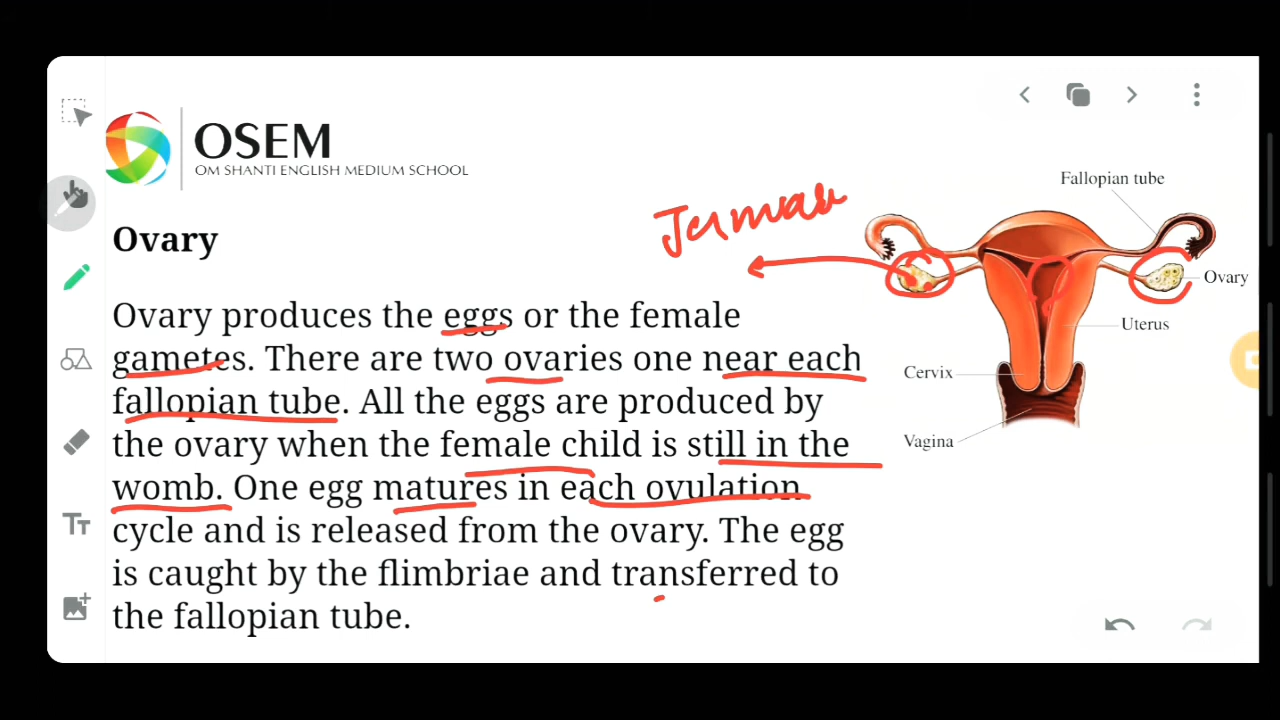 OSEM
OM SHANTI ENGLISH MEDIUM SCHOOL
Ovary
Ovary produces the eggs or the female
gametes. There are two ovaries one near each
fallopian tube. All the eggs are produced by
the ovary when the female child is still in the
womb. One egg matures in each ovulation
cycle and is released from the ovary. The egg
is caught by the flimbriae and transferred to
the fallopian tube.
Fallopian tube
Ovary
Uterus
Cervix
Vagina
Tt